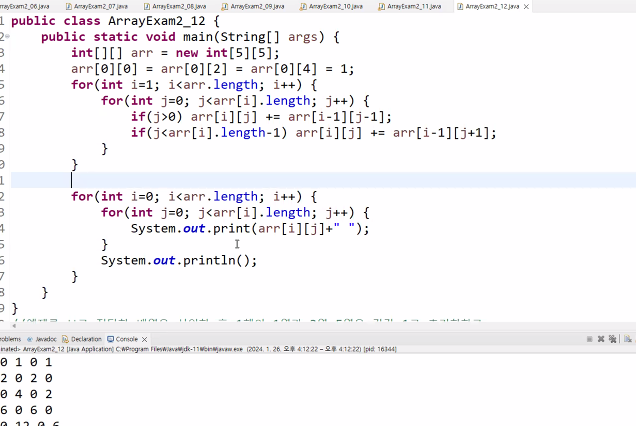 ArrayExam2_07.java ArrayExam2_08.java ArrayExam2_09.java ArrayExam2_10.java ArrayExam2_11.java ArrayExam2_12.java
public class ArrayExam2_12 {
public static void main(String[] args) {
int[][] arr = new int[5][5];
arr[0][0] = arr[0][2] = arr[0][4] = 1;
for(int i=1; i<arr.length; i++) {
for(int j=0; j<arr[i].length; j++) {
if(j>0) arr[i][j] += arr[i-1][j-1];
if(j<arr[i].length-1) arr[i][j] += arr[i-1][j+1];
}
}
for(int i=0; i<arr.length; i++) {
for(int j=0; j<arr[i].length; j++) {
System.out.print(arr[i][j]+" ");
}
System.out.println();
}
}
}
Javadoc Declaration Console
ArrayExam2_12 [Java Application] C:₩Program Files₩Java₩jdk-11₩bin₩javaw.exe (2024. 1. 26. 오후 4:12:22 – 오후 4:12:22) [pid: 16344]
0 1 0 1
2 0 2 0
0 4 0 2
6 0 6 0
0 12 0 6